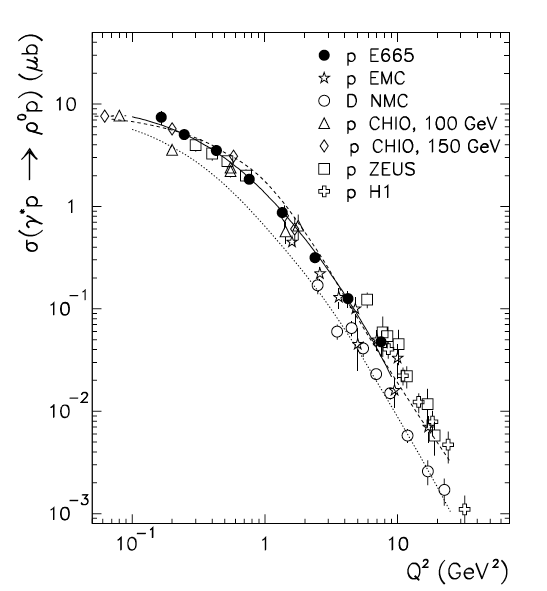 σ(γ*p → ρ⁰p) (μb)
10
1
10⁻¹
10⁻²
10⁻³
p E665
p EMC
D NMC
p CHIO, 100 GeV
p CHIO, 150 GeV
p ZEUS
p H1
10⁻¹ 1 10
Q² (GeV²)